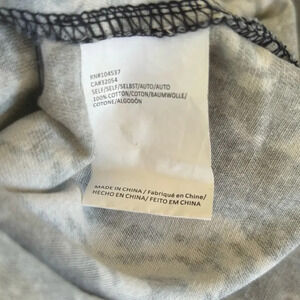 RN#104537
CA#32054
SELF/SELF/SELBST/AUTO/AUTO
100% COTTON/COTON/BAUMWOLLE/
COTONE/ALGODÓN
MADE IN CHINA / Fabriqué en Chine/
HECHO EN CHINA/ FEITO EM CHINA